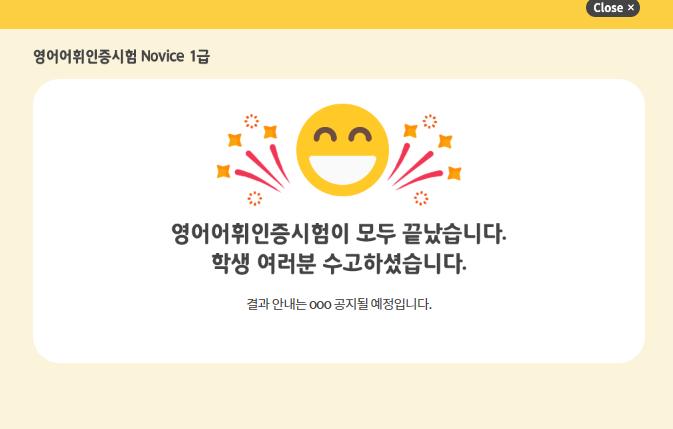 Close ×
영어어휘인증시험 Novice 1급
영어어휘인증시험이 모두 끝났습니다.
학생 여러분 수고하셨습니다.
결과 안내는 ooo 공지될 예정입니다.